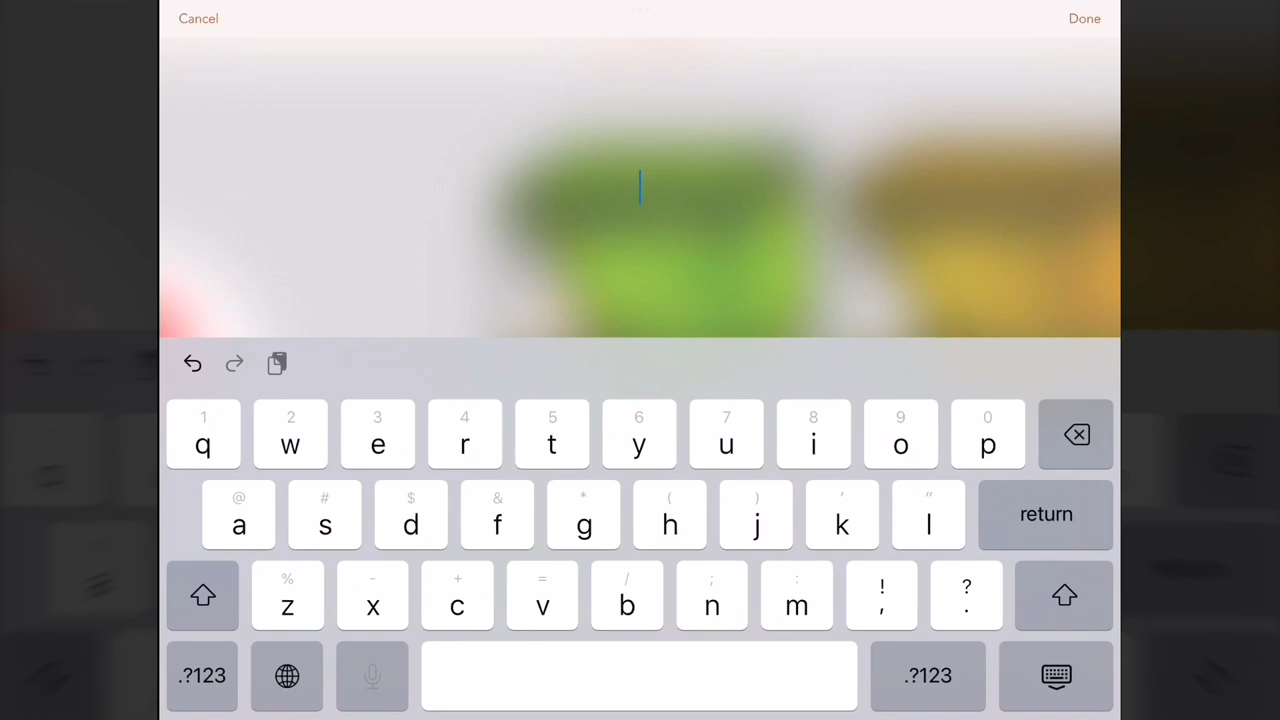 Cancel Done
1 2 3 4 5 6 7 8 9 0
q w e r t y u i o p
@ # $ & * ( ) ' "
a s d f g h j k l return
% - + = / ; : ! ?
z x c v b n m , .
.?123 .?123